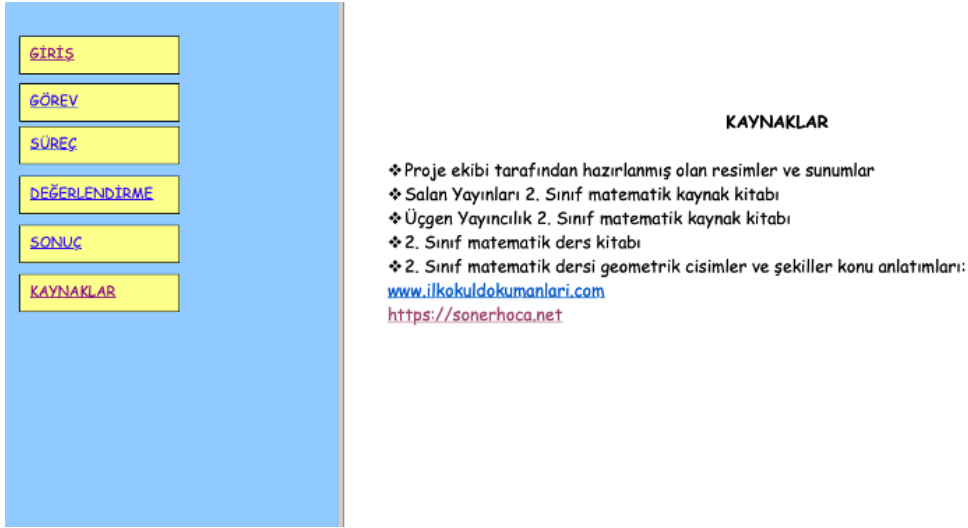 GİRİŞ
GÖREV
SÜREÇ
DEĞERLENDİRME
SONUÇ
KAYNAKLAR
KAYNAKLAR
❖Proje ekibi tarafından hazırlanmış olan resimler ve sunumlar
❖Salan Yayınları 2. Sınıf matematik kaynak kitabı
❖Üçgen Yayıncılık 2. Sınıf matematik kaynak kitabı
❖2. Sınıf matematik ders kitabı
❖2. Sınıf matematik dersi geometrik cisimler ve şekiller konu anlatımları:
www.ilkokuldokumanlari.com
https://sonerhoca.net